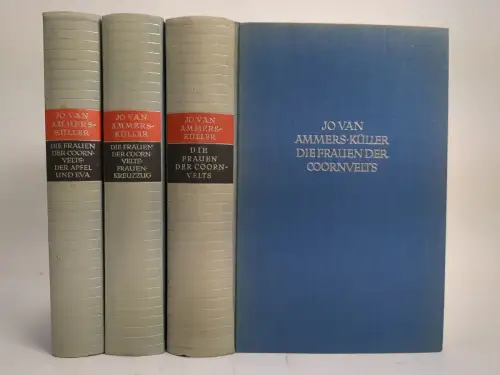 JO VAN
AMMERS-
KÜLLER
DIE FRAUEN
DER COORN-
VELTS:
DER APFEL
UND EVA
JO VAN
AMMERS-
KÜLLER
DIE FRAUEN
DER COORN-
VELTS:
FRAUEN-
KREUZZUG
JO VAN
AMMERS-
KÜLLER
DIE
FRAUEN
DER COORN-
VELTS
JO VAN
AMMERS-KÜLLER
DIE FRAUEN DER
COORNVELTS